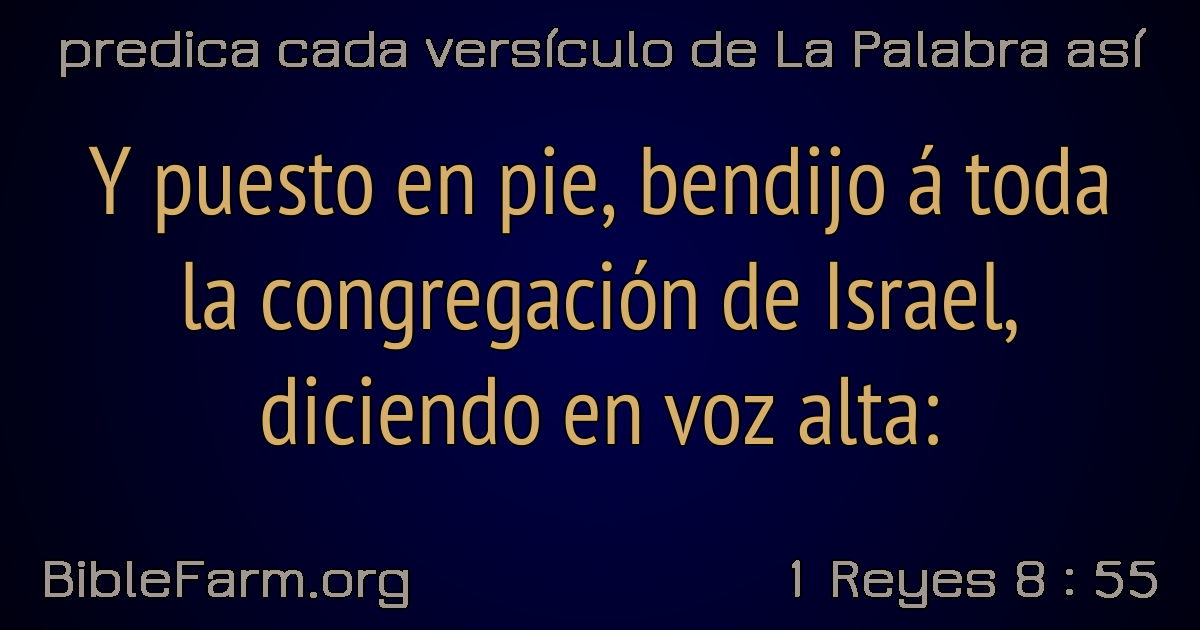 predica cada versículo de La Palabra así
Y puesto en pie, bendijo á toda
la congregación de Israel,
diciendo en voz alta:
BibleFarm.org
1 Reyes 8 : 55